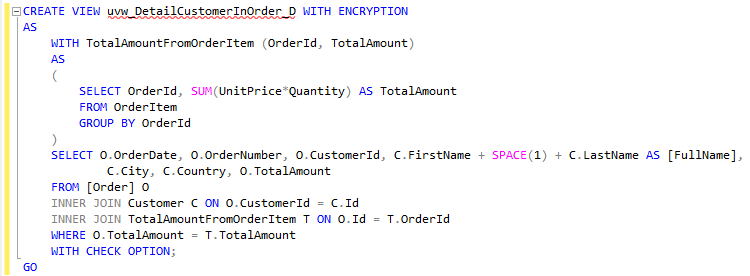 CREATE VIEW uvw_DetailCustomerInOrder_D WITH ENCRYPTION
AS
WITH TotalAmountFromOrderItem (OrderId, TotalAmount)
AS
(
SELECT OrderId, SUM(UnitPrice*Quantity) AS TotalAmount
FROM OrderItem
GROUP BY OrderId
)
SELECT O.OrderDate, O.OrderNumber, O.CustomerId, C.FirstName + SPACE(1) + C.LastName AS [FullName],
C.City, C.Country, O.TotalAmount
FROM [Order] O
INNER JOIN Customer C ON O.CustomerId = C.Id
INNER JOIN TotalAmountFromOrderItem T ON O.Id = T.OrderId
WHERE O.TotalAmount = T.TotalAmount
WITH CHECK OPTION;
GO